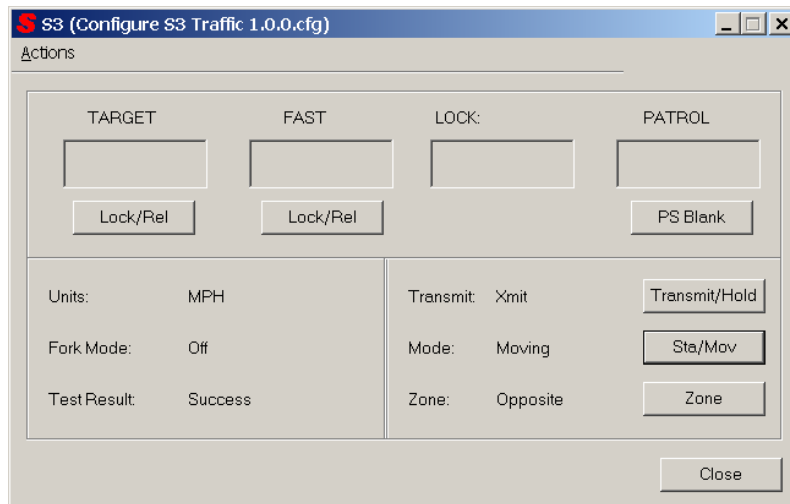 S S3 (Configure S3 Traffic 1.0.0.cfg)
Actions
TARGET FAST LOCK: PATROL
Lock/Rel Lock/Rel PS Blank
Units: MPH Transmit: Xmit Transmit/Hold
Fork Mode: Off Mode: Moving Sta/Mov
Test Result: Success Zone: Opposite Zone
Close